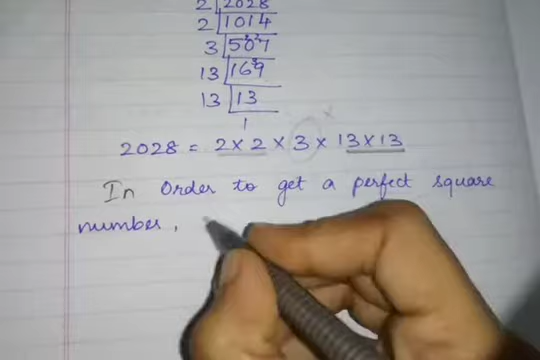 2 2028
2 1014
3 507
13 169
13 13
1
2028 = 2 × 2 × 3 × 13 × 13
In Order to get a perfect square
number,